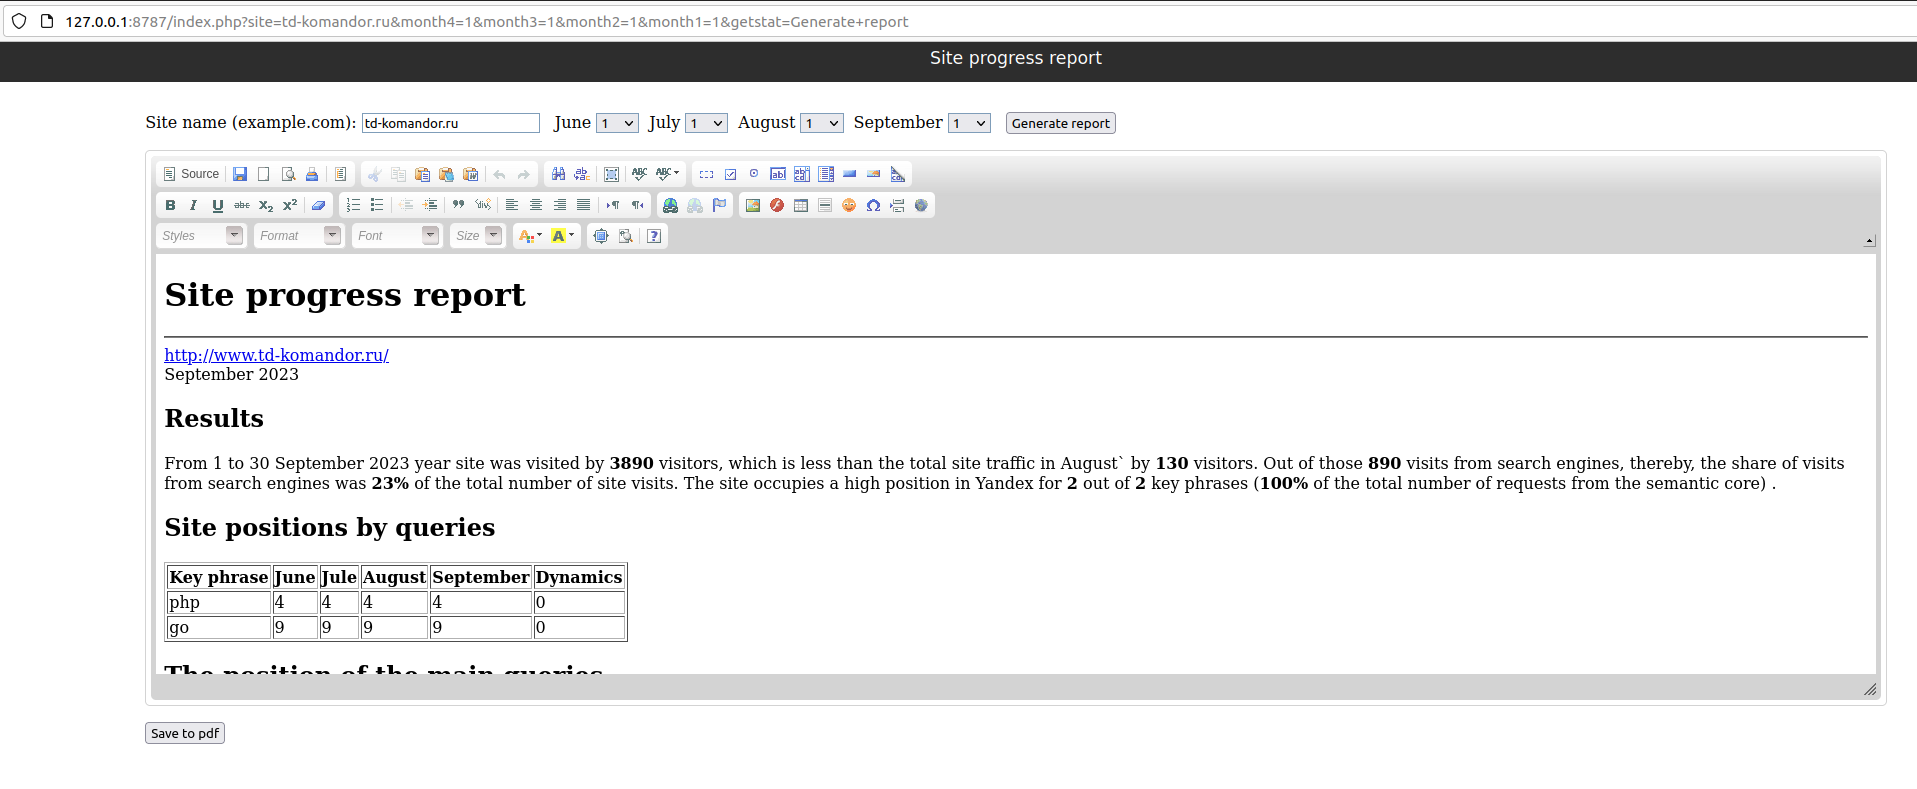 127.0.0.1:8787/index.php?site=td-komandor.ru&month4=1&month3=1&month2=1&month1=1&getstat=Generate+report
Site progress report
Site name (example.com): td-komandor.ru June 1 July 1 August 1 September 1 Generate report
Source
Styles Format Font Size
Site progress report
http://www.td-komandor.ru/
September 2023
Results
From 1 to 30 September 2023 year site was visited by 3890 visitors, which is less than the total site traffic in August` by 130 visitors. Out of those 890 visits from search engines, thereby, the share of visits
from search engines was 23% of the total number of site visits. The site occupies a high position in Yandex for 2 out of 2 key phrases (100% of the total number of requests from the semantic core) .
Site positions by queries
Key phrase June Jule August September Dynamics
php 4 4 4 4 0
go 9 9 9 9 0
The position of the main queries
Save to pdf